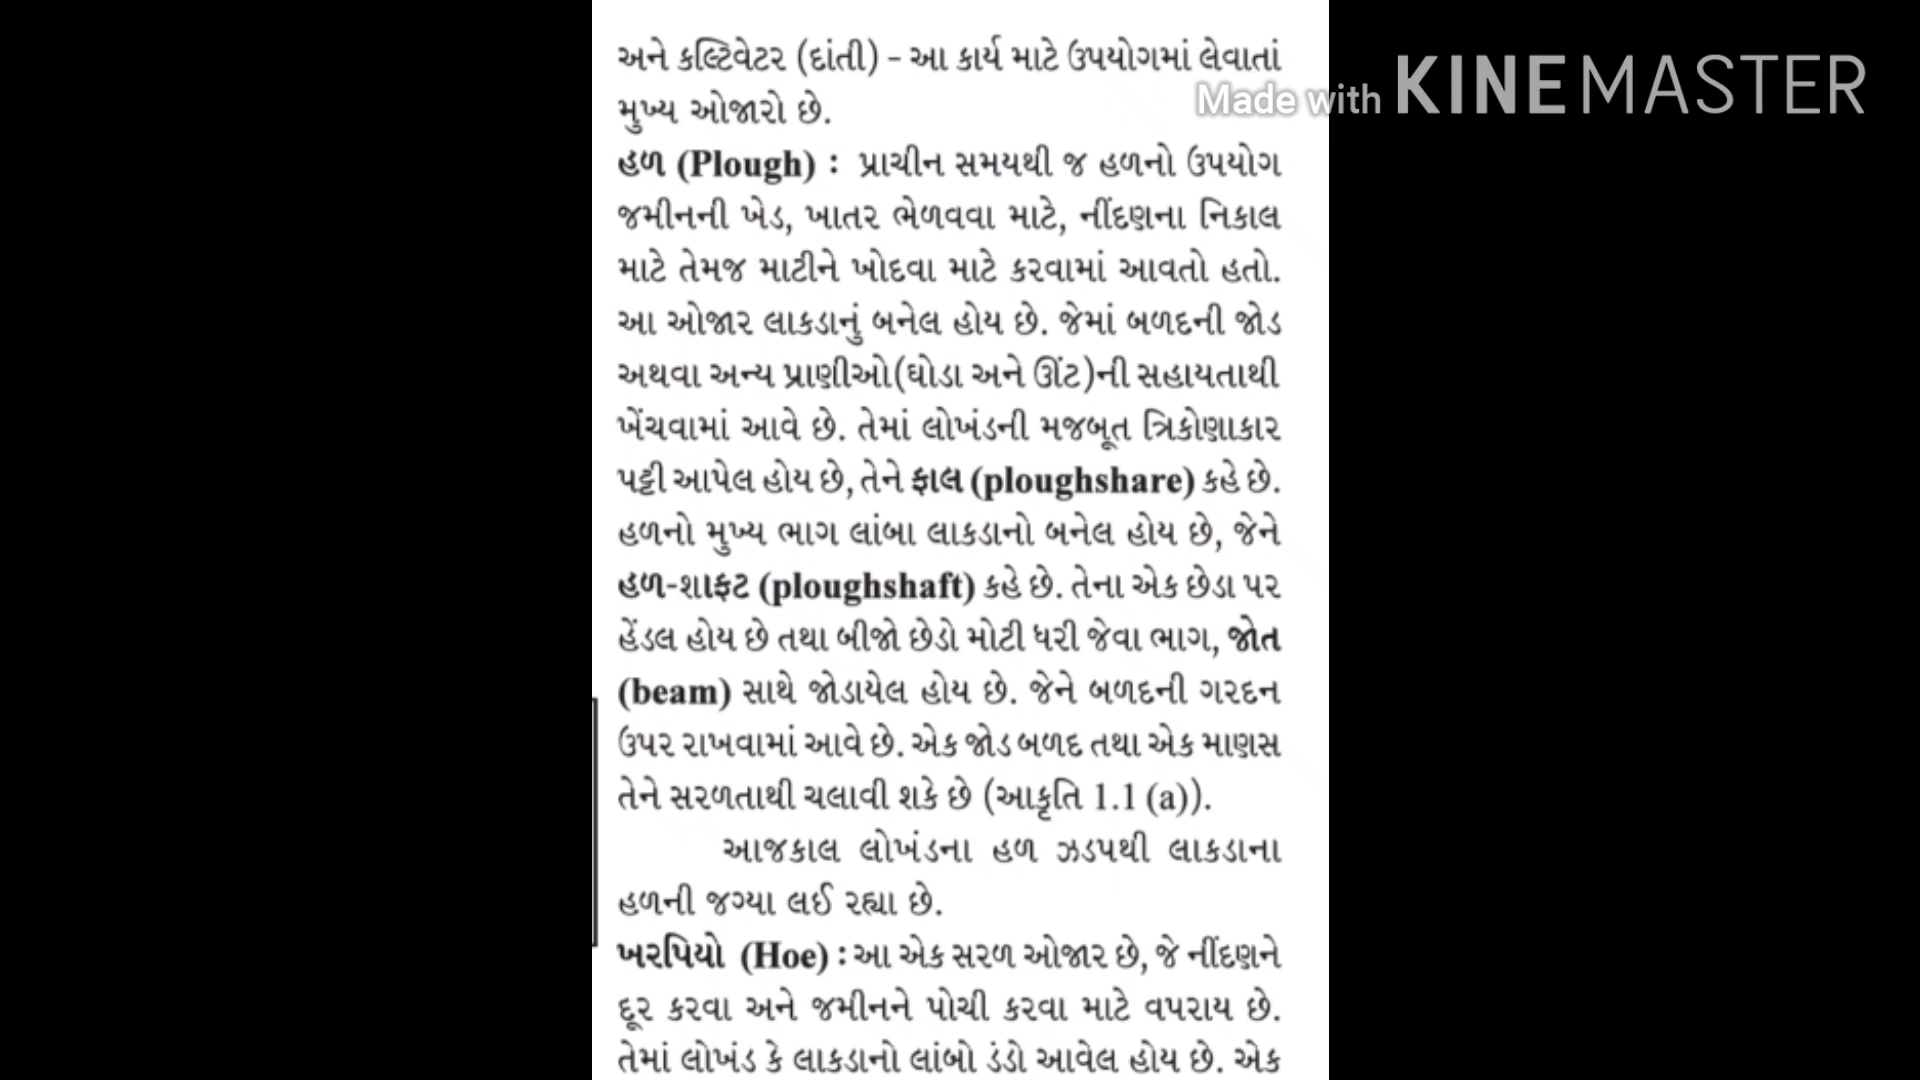 અને કલ્ટિવેટર (દાંતી) - આ કાર્ય માટે ઉપયોગમાં લેવાતાં
મુખ્ય ઓજારો છે.
Made with KINEMASTER
હળ (Plough) : પ્રાચીન સમયથી જ હળનો ઉપયોગ
જમીનની ખેડ, ખાતર ભેળવવા માટે, નીંદણના નિકાલ
માટે તેમજ માટીને ખોદવા માટે કરવામાં આવતો હતો.
આ ઓજાર લાકડાનું બનેલ હોય છે. જેમાં બળદની જોડ
અથવા અન્ય પ્રાણીઓ(ઘોડા અને ઊંટ)ની સહાયતાથી
ખેંચવામાં આવે છે. તેમાં લોખંડની મજબૂત ત્રિકોણાકાર
પટ્ટી આપેલ હોય છે, તેને ફાલ (ploughshare) કહે છે.
હળનો મુખ્ય ભાગ લાંબા લાકડાનો બનેલ હોય છે, જેને
હળ-શાફટ (ploughshaft) કહે છે. તેના એક છેડા પર
હેંડલ હોય છે તથા બીજો છેડો મોટી ધરી જેવા ભાગ, જોત
(beam) સાથે જોડાયેલ હોય છે. જેને બળદની ગરદન
ઉપર રાખવામાં આવે છે. એક જોડ બળદ તથા એક માણસ
તેને સરળતાથી ચલાવી શકે છે (આકૃતિ 1.1 (a)).
આજકાલ લોખંડના હળ ઝડપથી લાકડાના
હળની જગ્યા લઈ રહ્યા છે.
ખરપિયો (Hoe) : આ એક સરળ ઓજાર છે, જે નીંદણને
દૂર કરવા અને જમીનને પોચી કરવા માટે વપરાય છે.
તેમાં લોખંડ કે લાકડાનો લાંબો ડંડો આવેલ હોય છે. એક